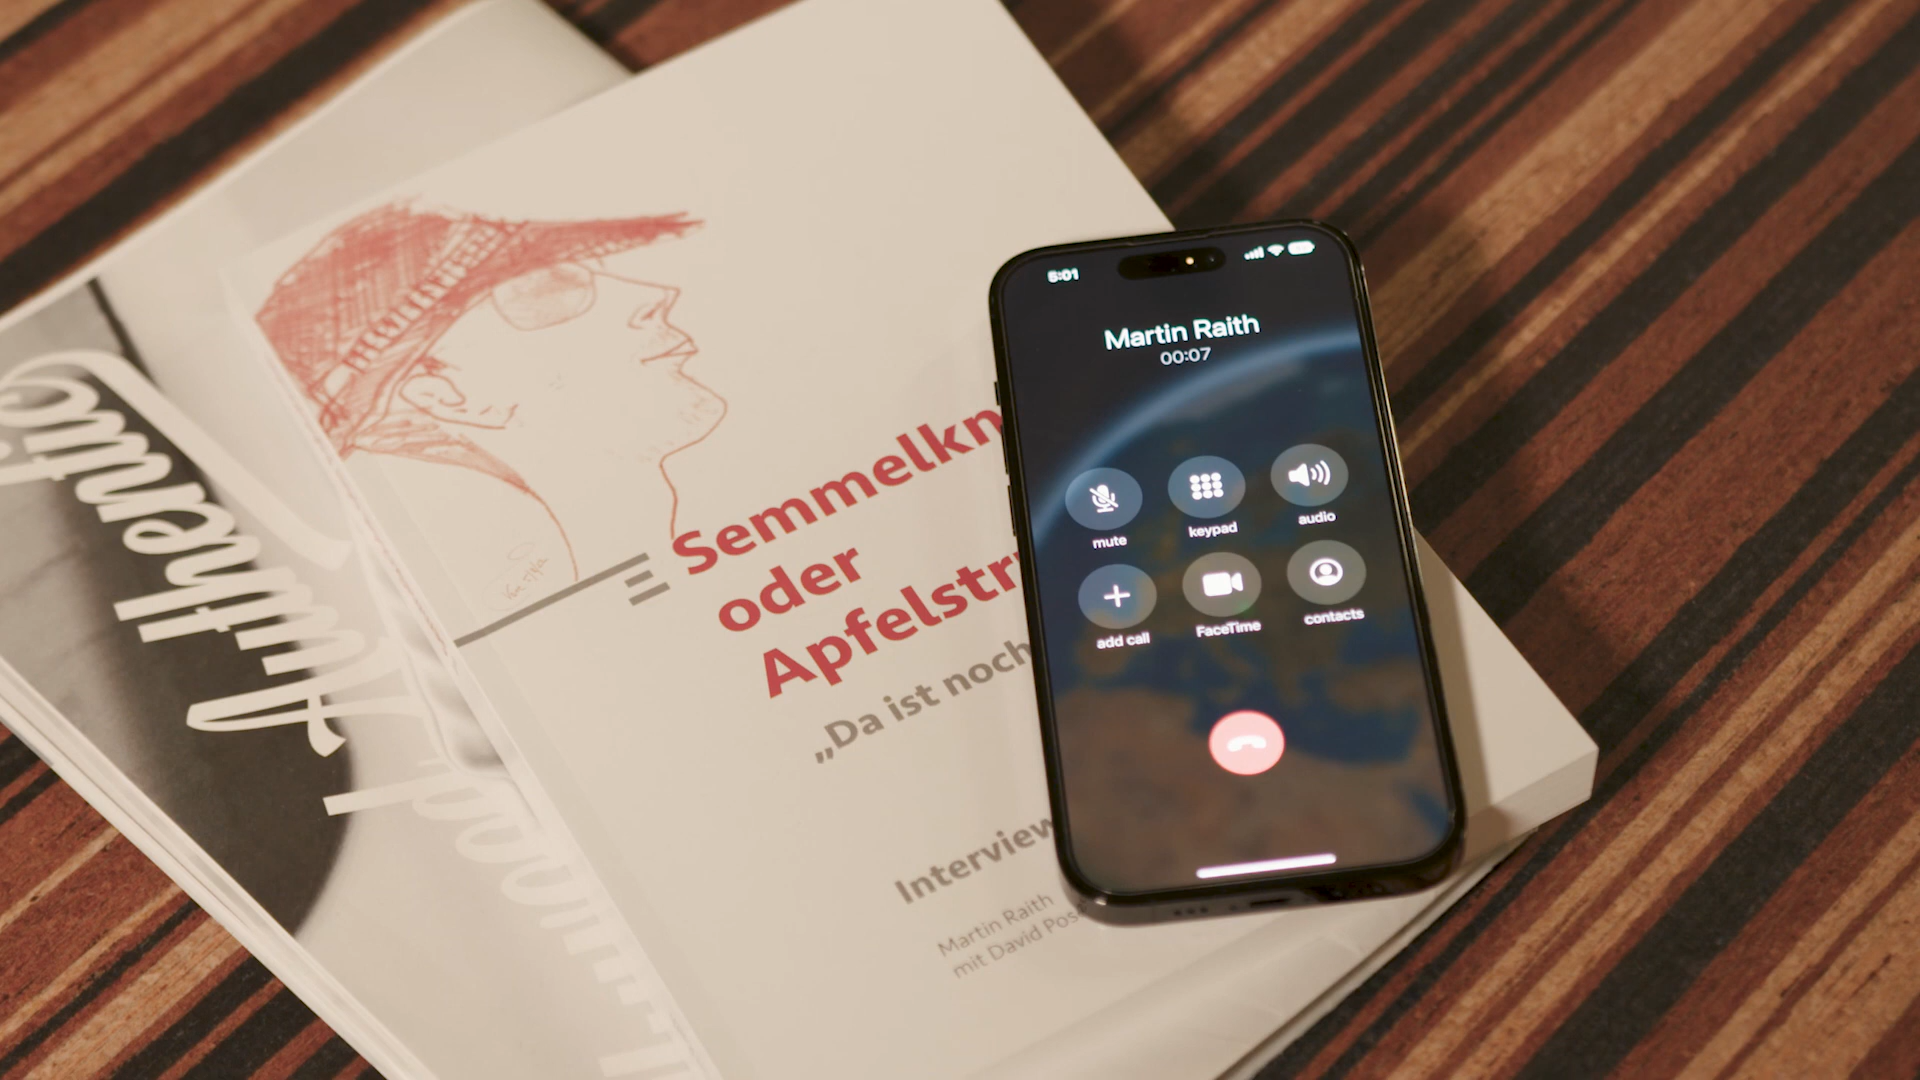 Authentic
Semmelkn
oder
Apfelstr
„Da ist noch
Interview
Martin Raith
mit David Pos
5:01
Martin Raith
00:07
mute
keypad
audio
add call
FaceTime
contacts